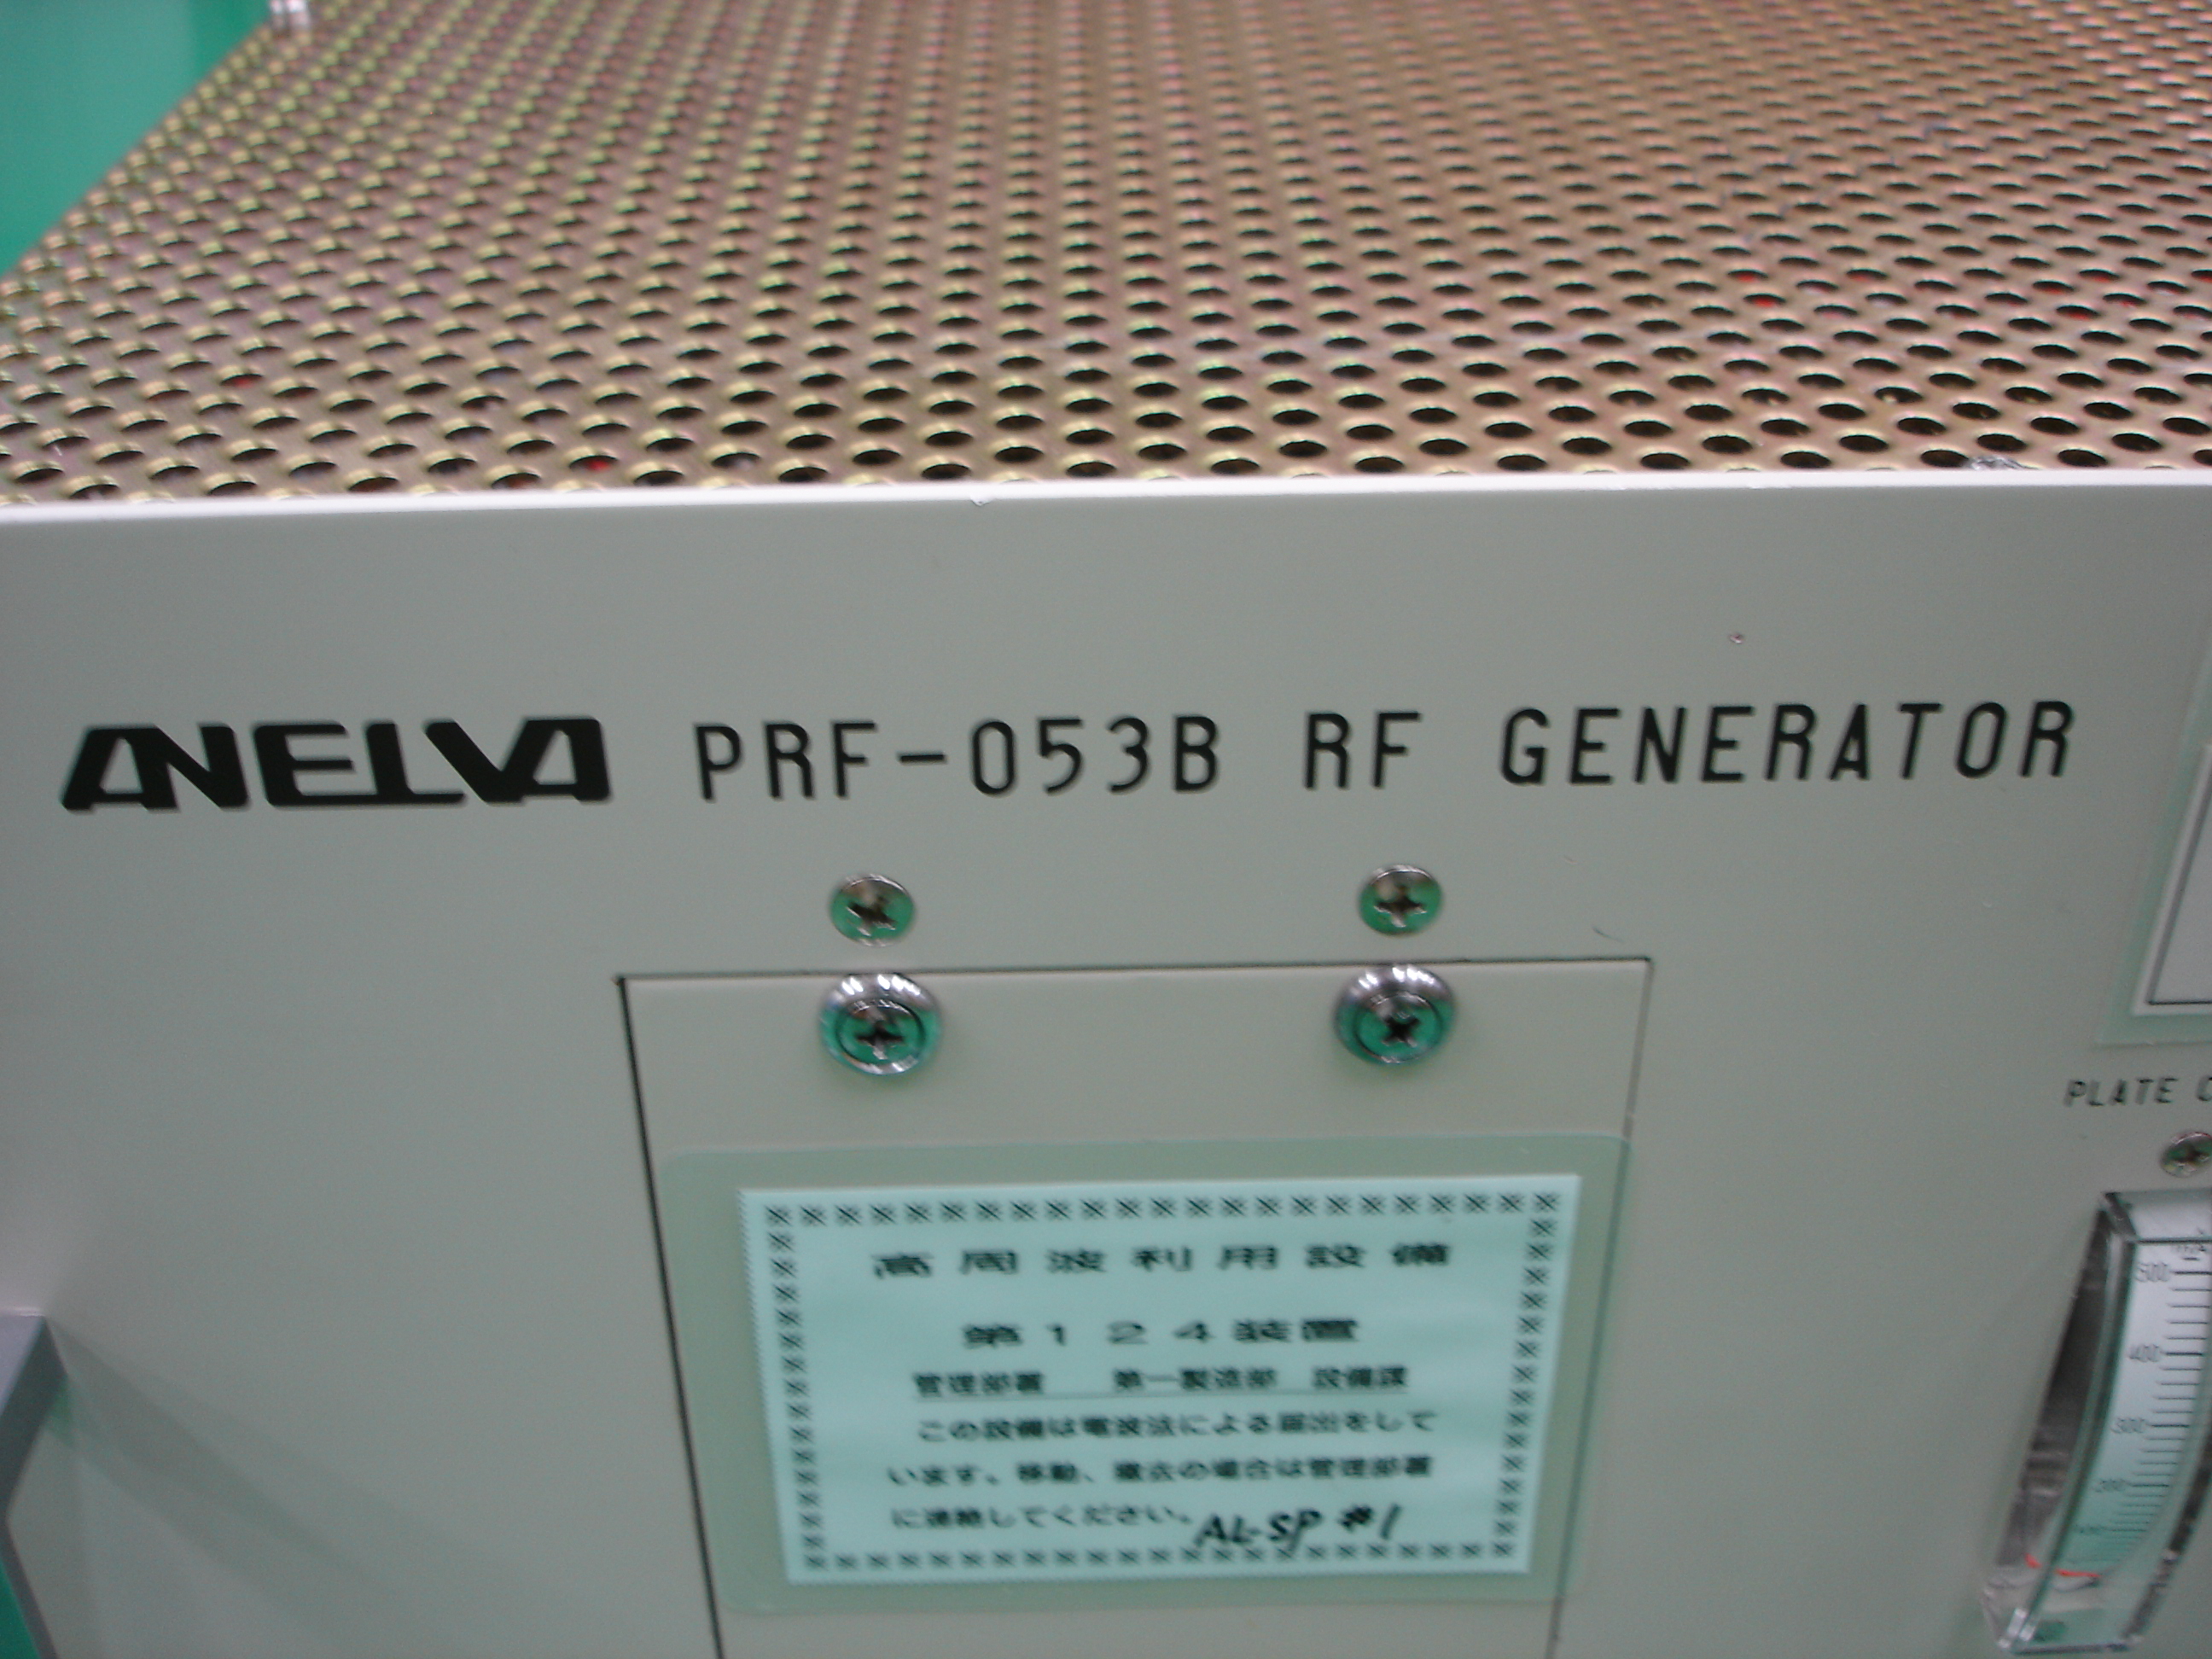 ANELVA PRF-053B RF GENERATOR
PLATE
500
400
300
高周波利用設備
第124装置
管理部署 第一製造部 設備課
この設備は電波法による届出をして
います。移動、撤去の場合は管理部署
に連絡してください。
AL-SP #1